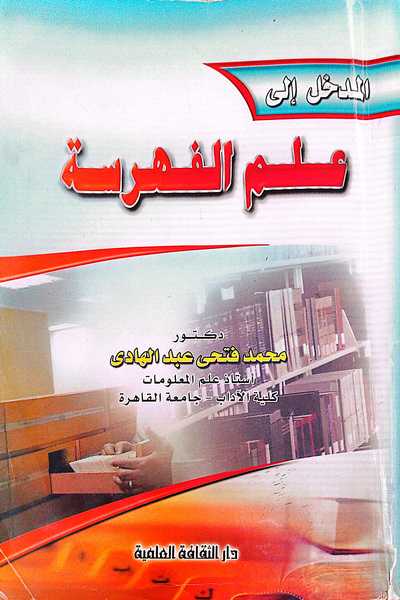 المدخل إلى
علم الفهرسة
دكتور
محمد فتحى عبد الهادى
أستاذ علم المعلومات
كلية الآداب - جامعة القاهرة
دار الثقافة العلمية